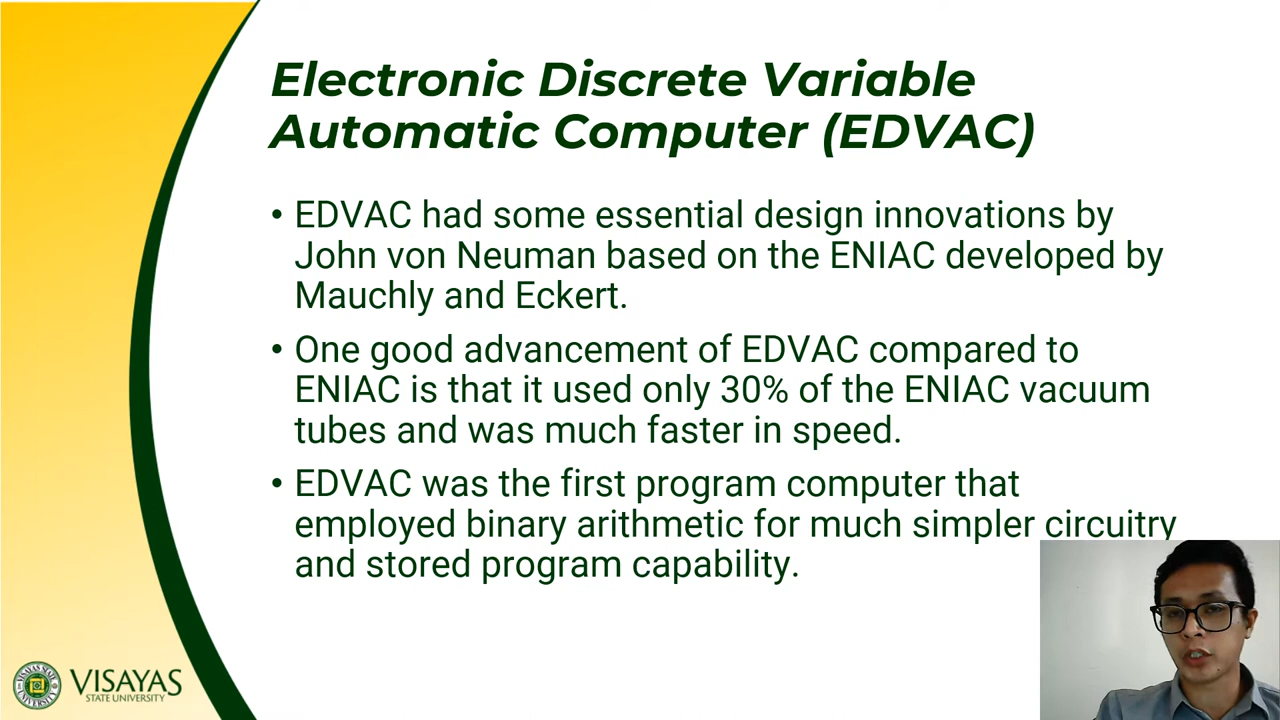 Electronic Discrete Variable
Automatic Computer (EDVAC)
• EDVAC had some essential design innovations by
John von Neuman based on the ENIAC developed by
Mauchly and Eckert.
• One good advancement of EDVAC compared to
ENIAC is that it used only 30% of the ENIAC vacuum
tubes and was much faster in speed.
• EDVAC was the first program computer that
employed binary arithmetic for much simpler circuitry
and stored program capability.
VISAYAS STATE UNIVERSITY
VISAYAS
STATE UNIVERSITY